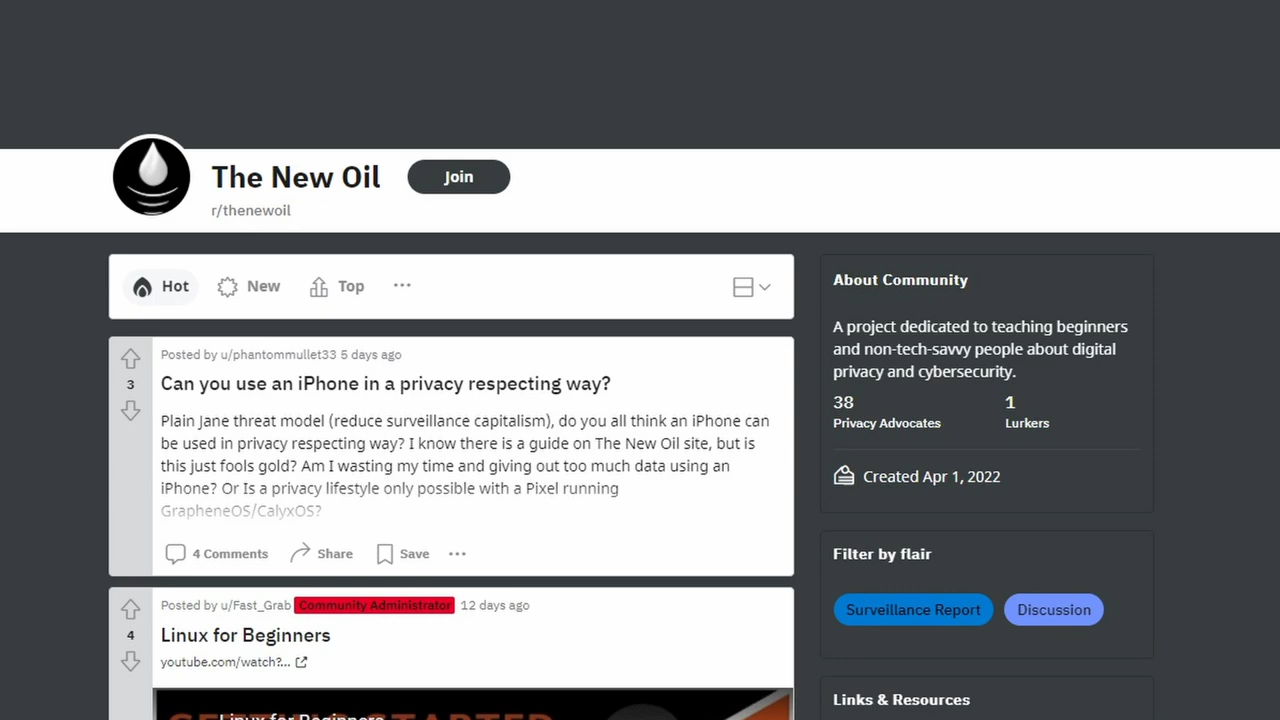 The New Oil
Join
r/thenewoil
Hot
New
Top
Posted by u/phantommullet33 5 days ago
3
Can you use an iPhone in a privacy respecting way?
Plain Jane threat model (reduce surveillance capitalism), do you all think an iPhone can
be used in privacy respecting way? I know there is a guide on The New Oil site, but is
this just fools gold? Am I wasting my time and giving out too much data using an
iPhone? Or Is a privacy lifestyle only possible with a Pixel running
GrapheneOS/CalyxOS?
4 Comments
Share
Save
Posted by u/Fast_Grab Community Administrator 12 days ago
4
Linux for Beginners
youtube.com/watch?...
GETTING STARTED
Linux for Beginners
About Community
A project dedicated to teaching beginners
and non-tech-savvy people about digital
privacy and cybersecurity.
38
1
Privacy Advocates
Lurkers
Created Apr 1, 2022
Filter by flair
Surveillance Report
Discussion
Links & Resources